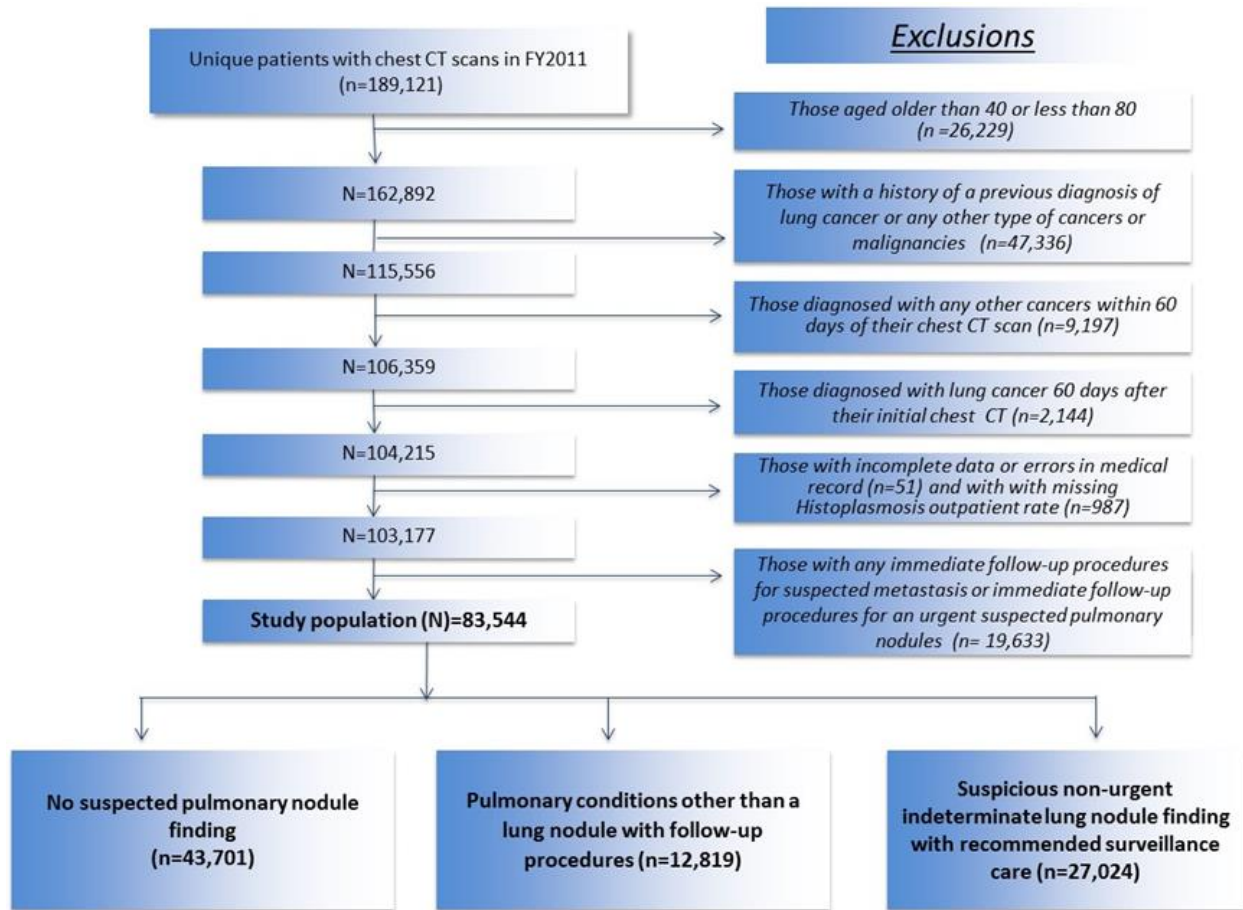 Exclusions
Unique patients with chest CT scans in FY2011
(n=189,121)
Those aged older than 40 or less than 80
(n =26,229)
N=162,892
Those with a history of a previous diagnosis of
lung cancer or any other type of cancers or
malignancies (n=47,336)
N=115,556
Those diagnosed with any other cancers within 60
days of their chest CT scan (n=9,197)
N=106,359
Those diagnosed with lung cancer 60 days after
their initial chest CT (n=2,144)
N=104,215
Those with incomplete data or errors in medical
record (n=51) and with with missing
Histoplasmosis outpatient rate (n=987)
N=103,177
Those with any immediate follow-up procedures
for suspected metastasis or immediate follow-up
procedures for an urgent suspected pulmonary
nodules (n= 19,633)
Study population (N)=83,544
No suspected pulmonary nodule
finding
(n=43,701)
Pulmonary conditions other than a
lung nodule with follow-up
procedures (n=12,819)
Suspicious non-urgent
indeterminate lung nodule finding
with recommended surveillance
care (n=27,024)